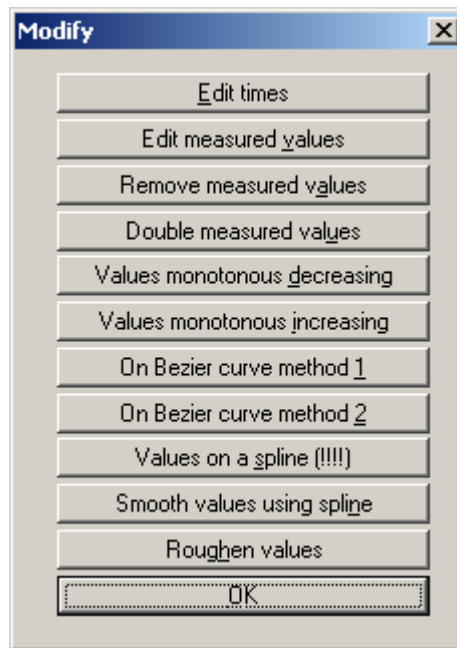 Modify
Edit times
Edit measured values
Remove measured values
Double measured values
Values monotonous decreasing
Values monotonous increasing
On Bezier curve method 1
On Bezier curve method 2
Values on a spline (!!!!)
Smooth values using spline
Roughen values
OK